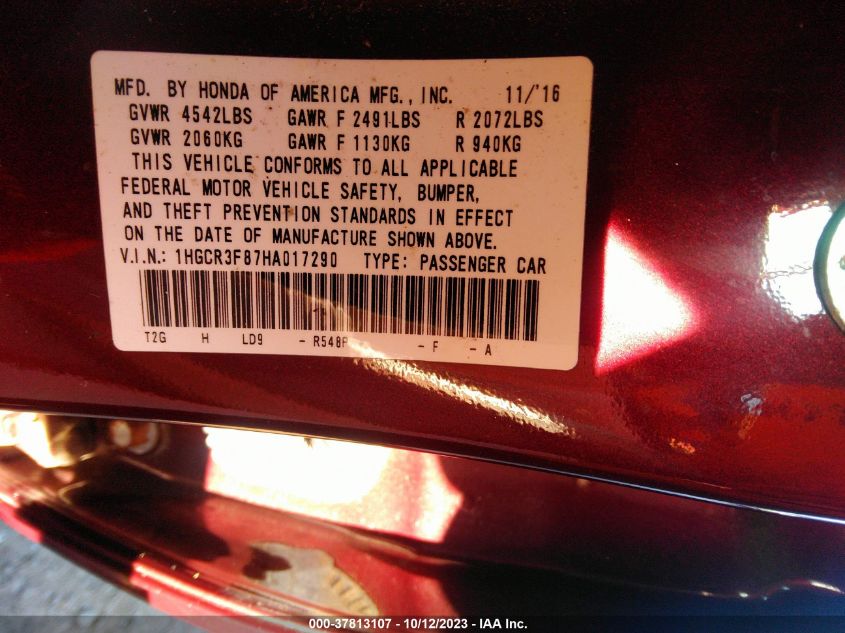 MFD. BY HONDA OF AMERICA MFG., INC. 11/'16
GVWR 4542LBS GAWR F 2491LBS R 2072LBS
GVWR 2060KG GAWR F 1130KG R 940KG
THIS VEHICLE CONFORMS TO ALL APPLICABLE
FEDERAL MOTOR VEHICLE SAFETY, BUMPER,
AND THEFT PREVENTION STANDARDS IN EFFECT
ON THE DATE OF MANUFACTURE SHOWN ABOVE.
V.I.N.: 1HGCR3F87HA017290 TYPE: PASSENGER CAR
T2G H LD9 - R548P - F - A
000-37813107 - 10/12/2023 - IAA Inc.